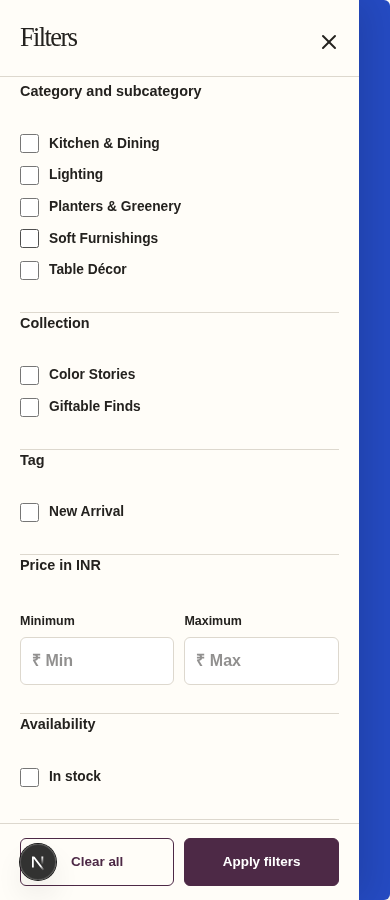 Filters
Category and subcategory
Kitchen & Dining
Lighting
Planters & Greenery
Soft Furnishings
Table Décor
Collection
Color Stories
Giftable Finds
Tag
New Arrival
Price in INR
Minimum Maximum
₹ Min ₹ Max
Availability
In stock
N Clear all Apply filters